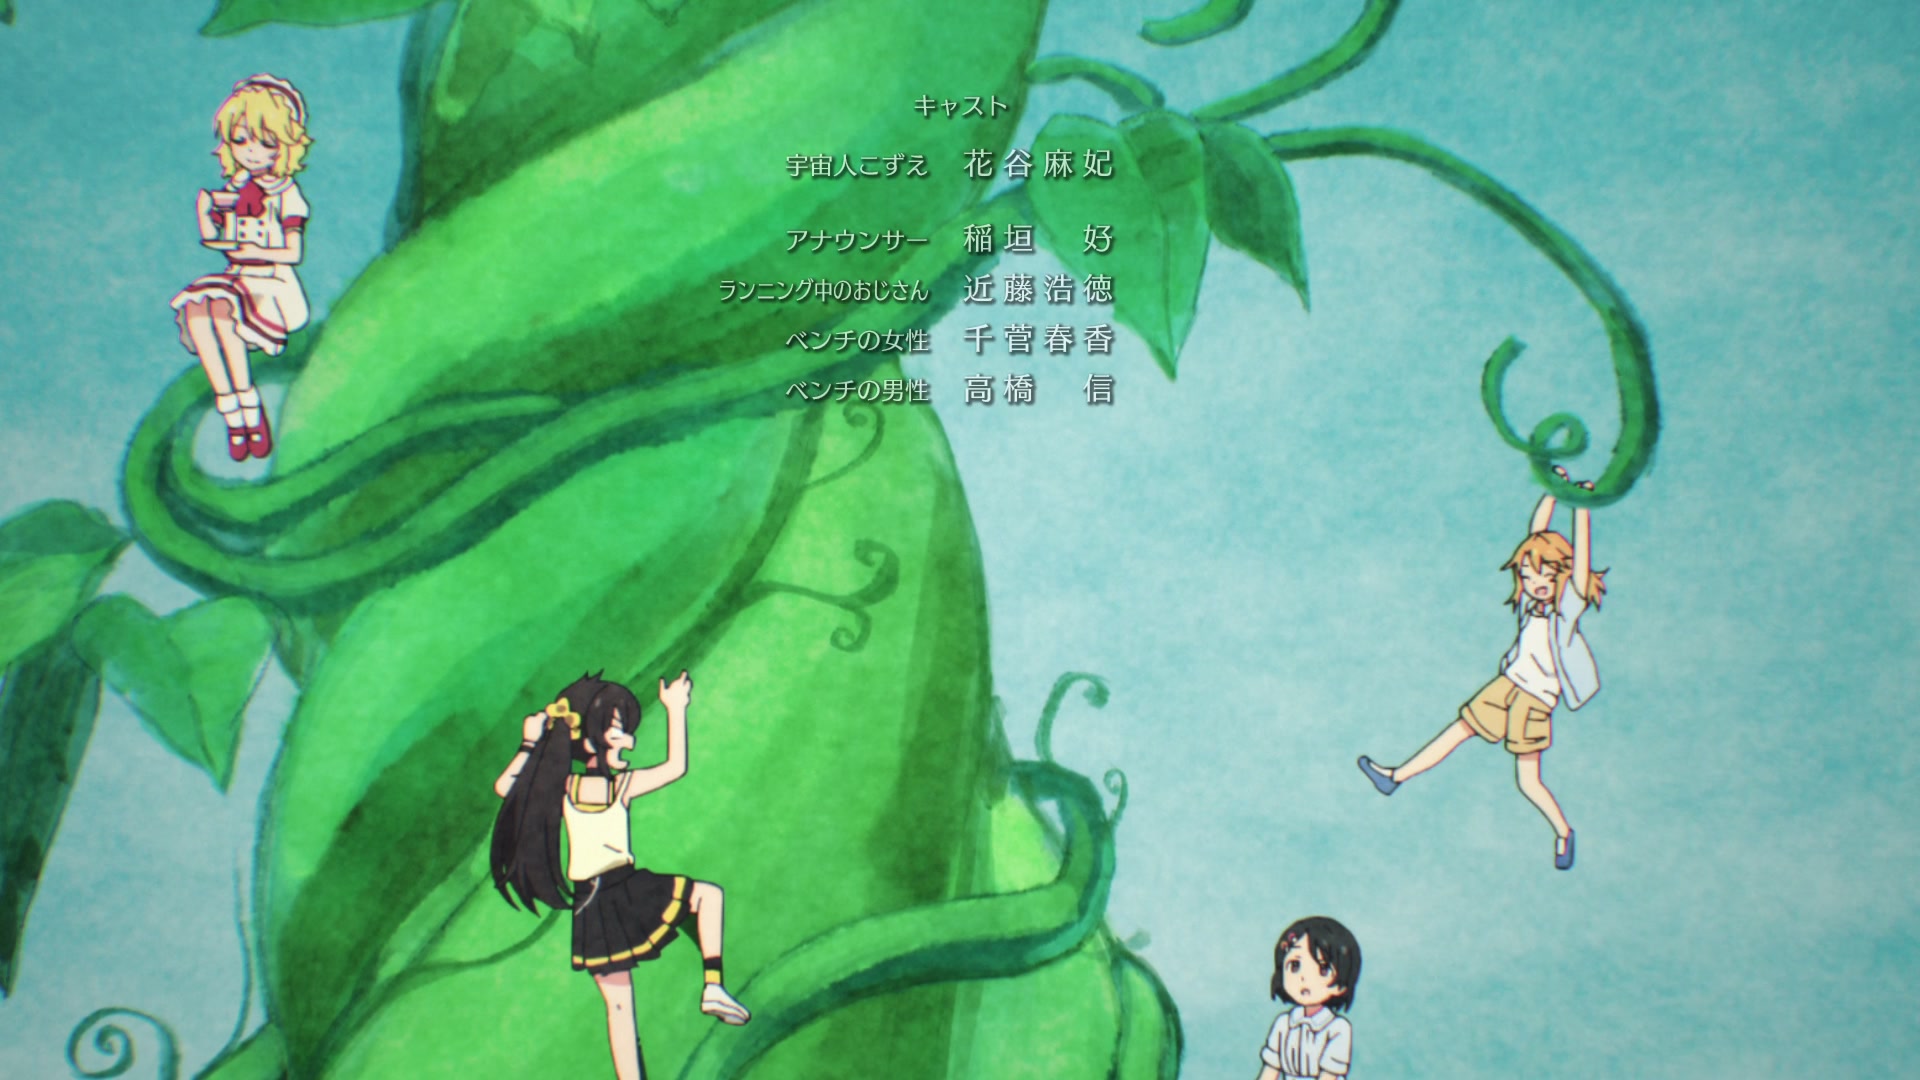 キャスト
宇宙人こずえ 花谷麻妃
アナウンサー 稲垣 好
ランニング中のおじさん 近藤浩徳
ベンチの女性 千菅春香
ベンチの男性 高橋 信